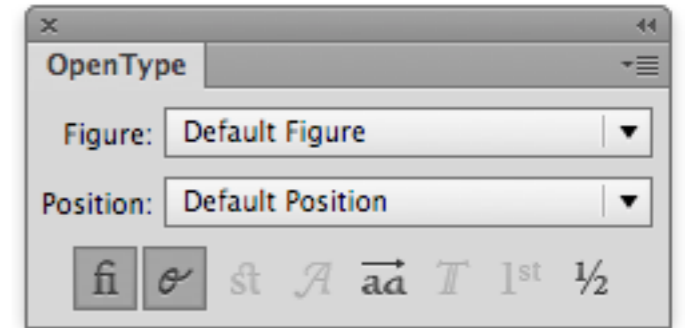 OpenType
Figure: Default Figure
Position: Default Position
fi o st A aa T 1st ½